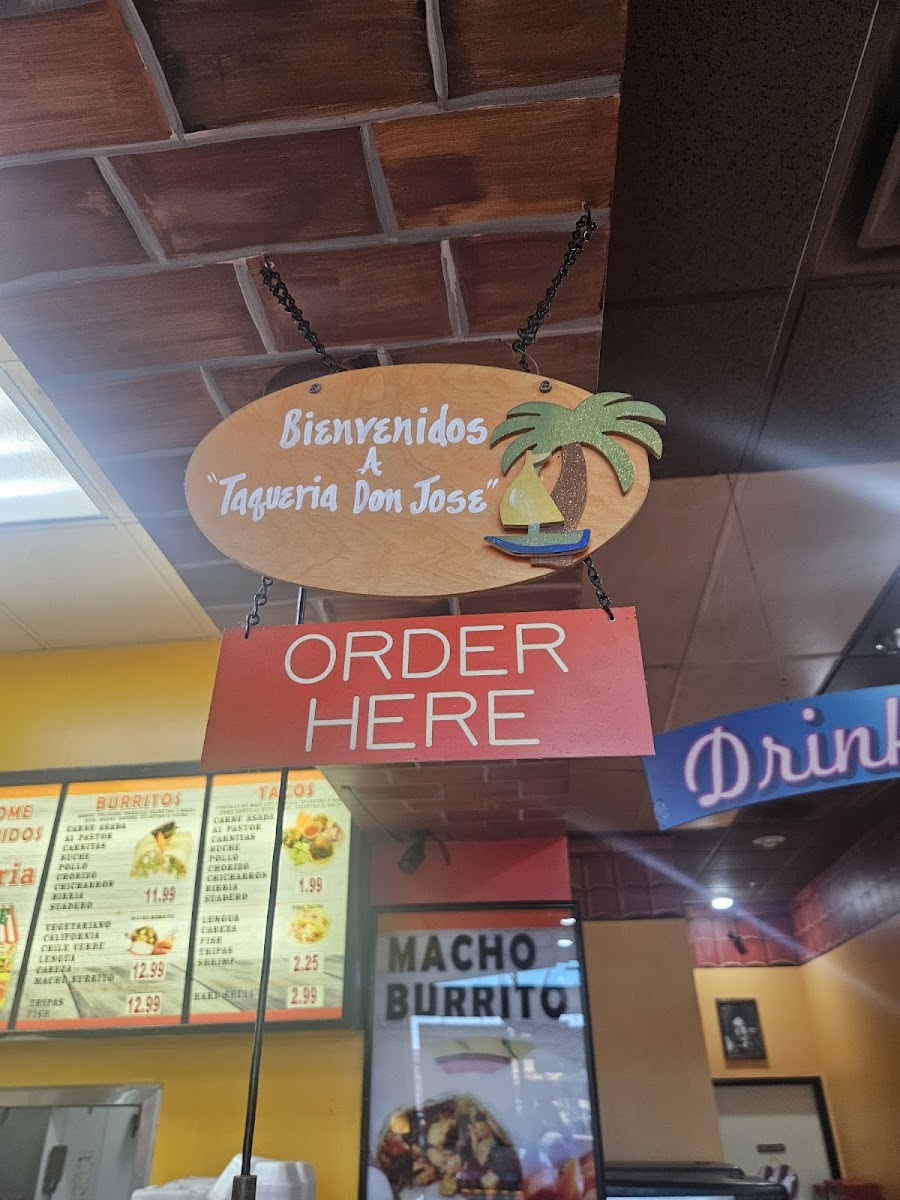 Bienvenidos
A
"Taqueria Don Jose"
ORDER
HERE
Drink
OME
NIDOS
ria
BURRITOS
CARNE ASADA
AL PASTOR
CARNITAS
BUCHE
POLLO
CHORIZO
CHICHARRON
BIRRIA
SUADERO
11.99
VEGETARIANO
CALIFORNIA
CHILE VERDE
LENGUA
CABEZA
MACHO BURRITO
12.99
TRIPAS
FISH
12.99
TACOS
CARNE ASADA
AL PASTOR
CARNITAS
BUCHE
POLLO
CHORIZO
CHICHARRON
BIRRIA
SUADERO
1.99
LENGUA
CABEZA
FISH
TRIPAS
SHRIMP
2.25
HARD SHELL
2.99
MACHO
BURRITO